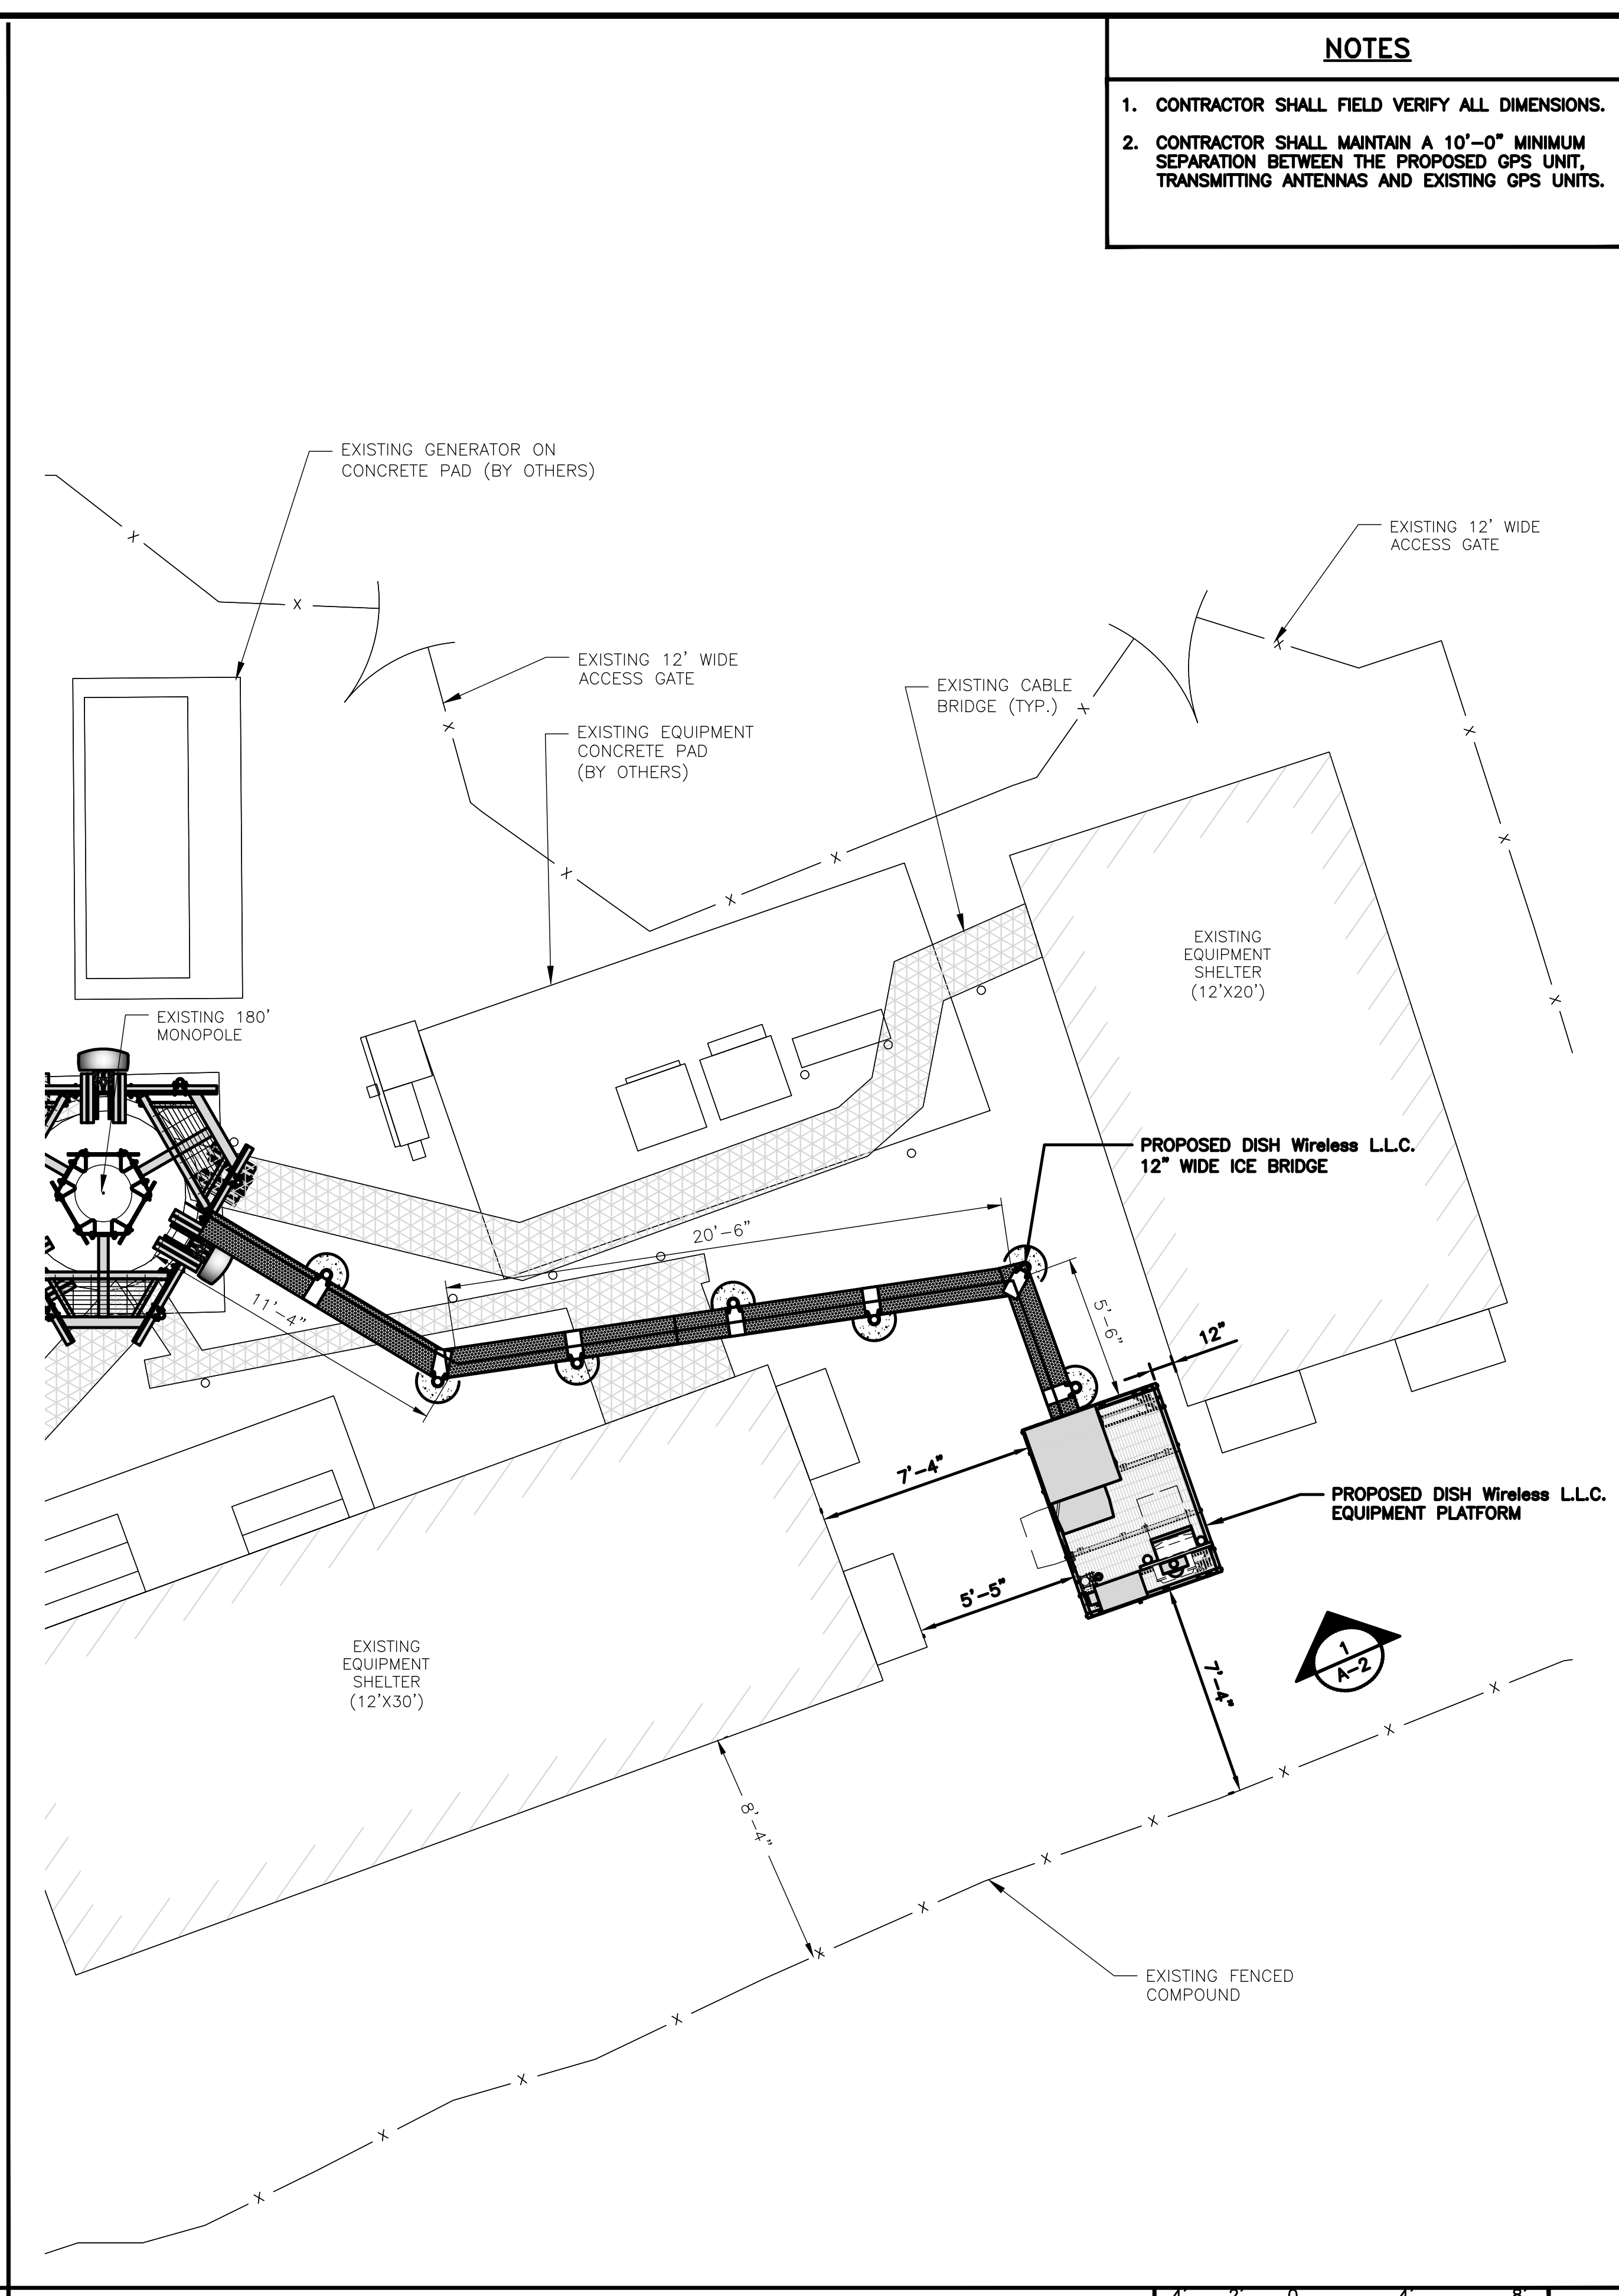 NOTES
1. CONTRACTOR SHALL FIELD VERIFY ALL DIMENSIONS.
2. CONTRACTOR SHALL MAINTAIN A 10'-0" MINIMUM
SEPARATION BETWEEN THE PROPOSED GPS UNIT,
TRANSMITTING ANTENNAS AND EXISTING GPS UNITS.
EXISTING GENERATOR ON
CONCRETE PAD (BY OTHERS)
EXISTING 12' WIDE
ACCESS GATE
EXISTING 12' WIDE
ACCESS GATE
EXISTING CABLE
BRIDGE (TYP.)
EXISTING EQUIPMENT
CONCRETE PAD
(BY OTHERS)
EXISTING
EQUIPMENT
SHELTER
(12'X20')
EXISTING 180'
MONOPOLE
PROPOSED DISH Wireless L.L.C.
12" WIDE ICE BRIDGE
20'-6"
11'-4"
5'-6"
12"
7'-4"
PROPOSED DISH Wireless L.L.C.
EQUIPMENT PLATFORM
5'-5"
EXISTING
EQUIPMENT
SHELTER
(12'X30')
1
A-2
7'-4"
8'-4"
EXISTING FENCED
COMPOUND
4' 2' 0 4' 8'